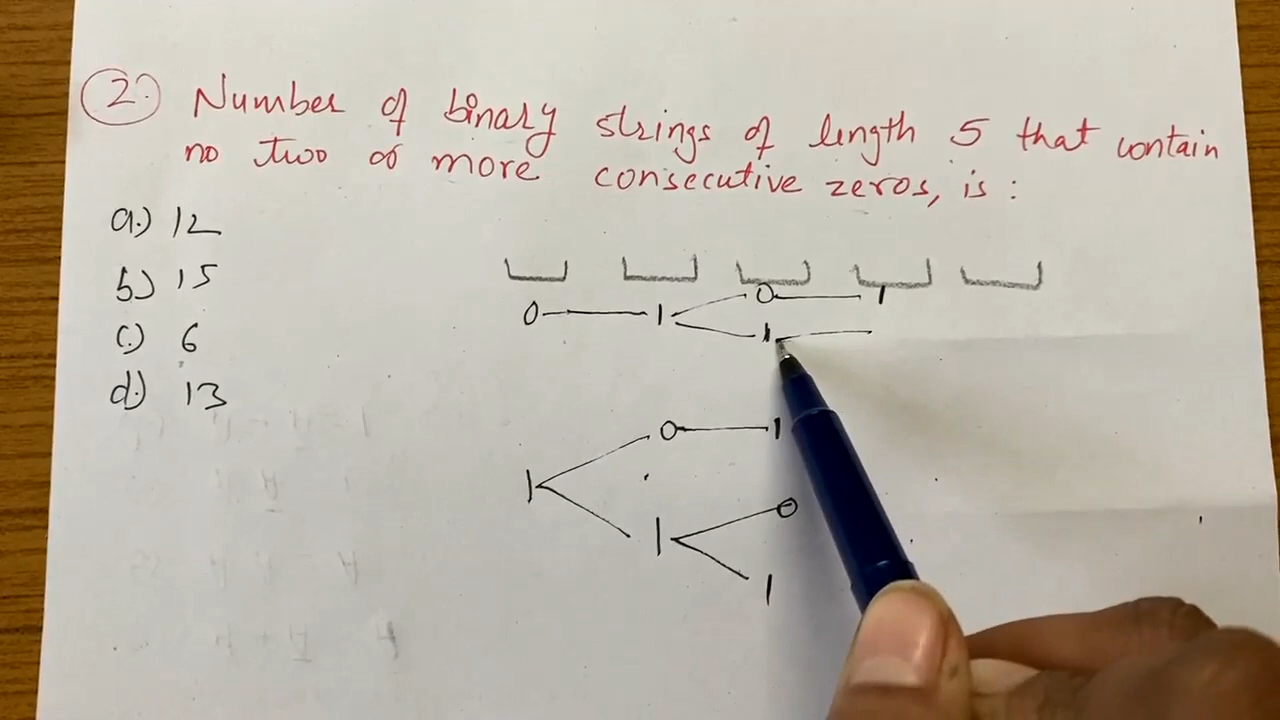 2.) Number of binary strings of length 5 that contain
no two or more consecutive zeros, is :
a.) 12
b.) 15
c.) 6
d.) 13
0 1 0 1
1
1 0 1
1 0
1